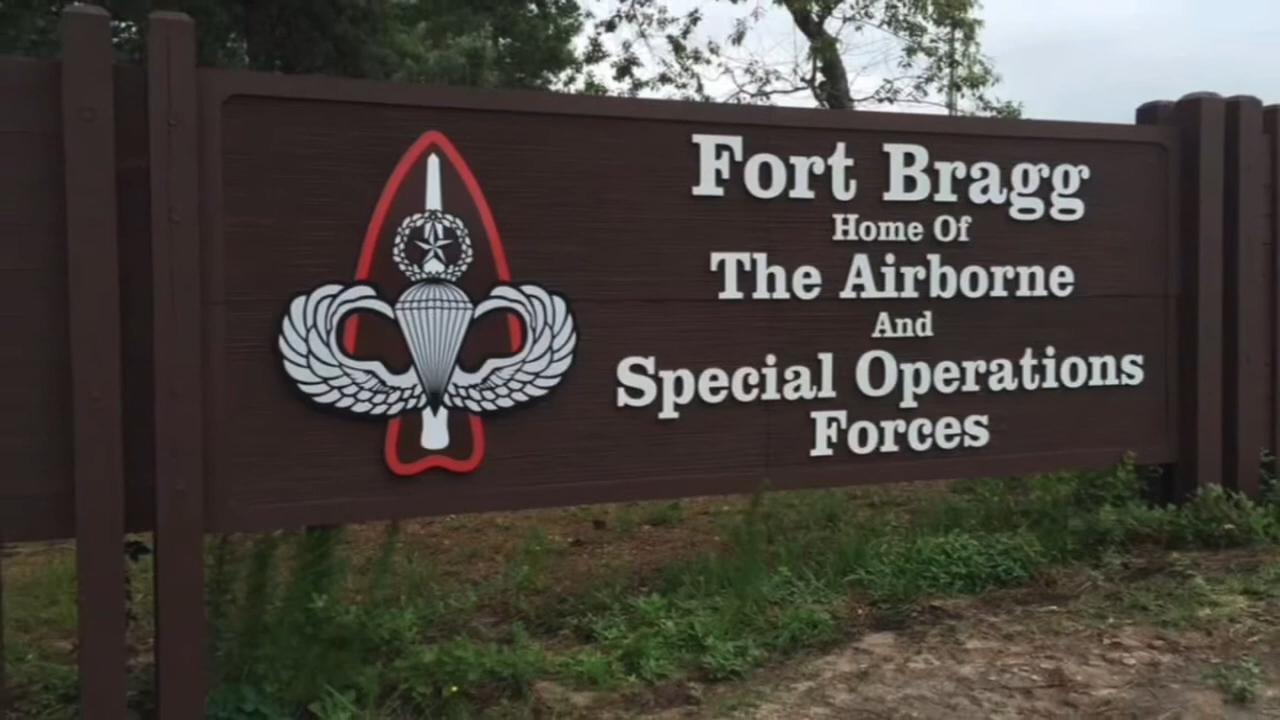 Fort Bragg
Home Of
The Airborne
And
Special Operations
Forces